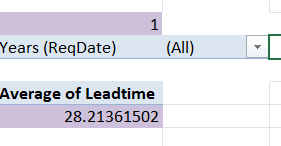 1
Years (ReqDate) (All)
Average of Leadtime
28.21361502